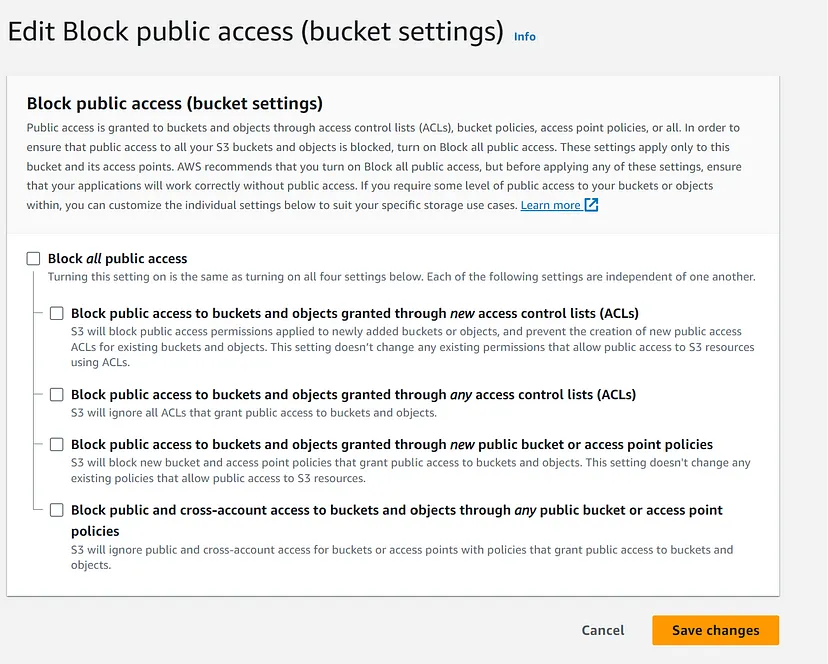 Edit Block public access (bucket settings) Info
Block public access (bucket settings)
Public access is granted to buckets and objects through access control lists (ACLs), bucket policies, access point policies, or all. In order to
ensure that public access to all your S3 buckets and objects is blocked, turn on Block all public access. These settings apply only to this
bucket and its access points. AWS recommends that you turn on Block all public access, but before applying any of these settings, ensure
that your applications will work correctly without public access. If you require some level of public access to your buckets or objects
within, you can customize the individual settings below to suit your specific storage use cases. Learn more
Block all public access
Turning this setting on is the same as turning on all four settings below. Each of the following settings are independent of one another.
Block public access to buckets and objects granted through new access control lists (ACLs)
S3 will block public access permissions applied to newly added buckets or objects, and prevent the creation of new public access
ACLs for existing buckets and objects. This setting doesn’t change any existing permissions that allow public access to S3 resources
using ACLs.
Block public access to buckets and objects granted through any access control lists (ACLs)
S3 will ignore all ACLs that grant public access to buckets and objects.
Block public access to buckets and objects granted through new public bucket or access point policies
S3 will block new bucket and access point policies that grant public access to buckets and objects. This setting doesn't change any
existing policies that allow public access to S3 resources.
Block public and cross-account access to buckets and objects through any public bucket or access point
policies
S3 will ignore public and cross-account access for buckets or access points with policies that grant public access to buckets and
objects.
Cancel Save changes